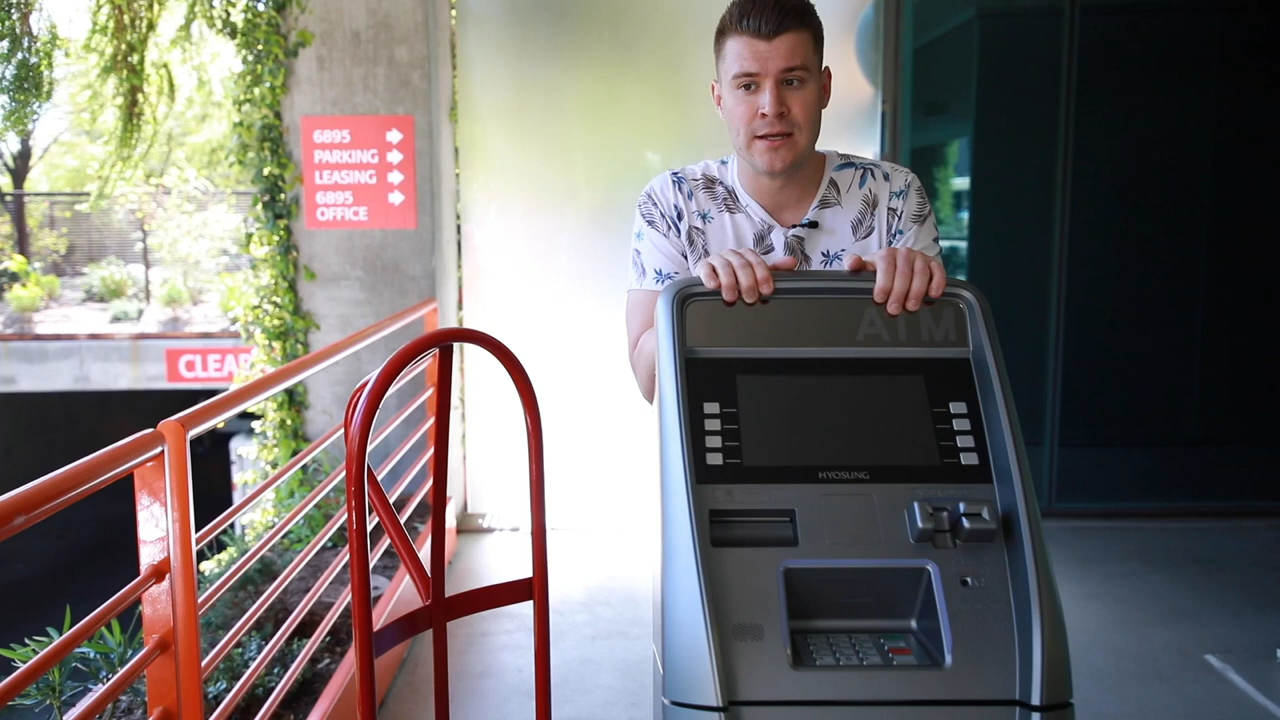 6895
PARKING
LEASING
6895
OFFICE
CLEAR
ATM
HYOSUNG